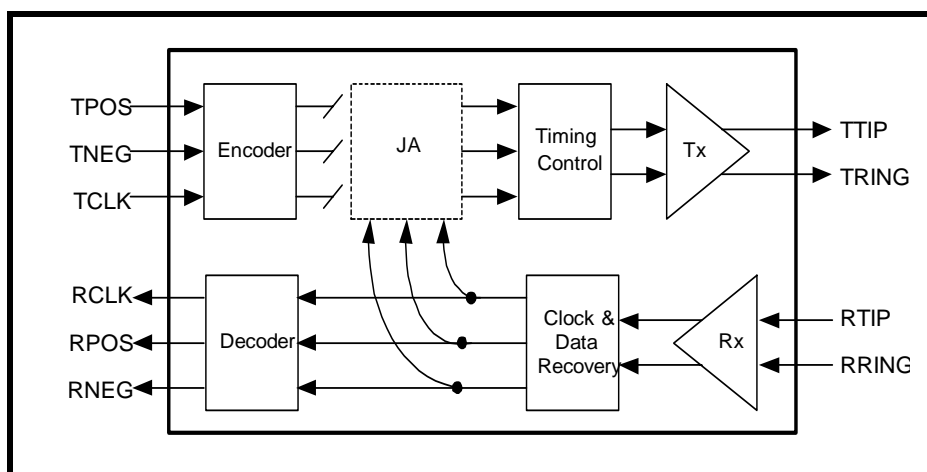 TPOS
TNEG
TCLK
Encoder
JA
Timing
Control
Tx
TTIP
TRING
RCLK
RPOS
RNEG
Decoder
Clock &
Data
Recovery
Rx
RTIP
RRING